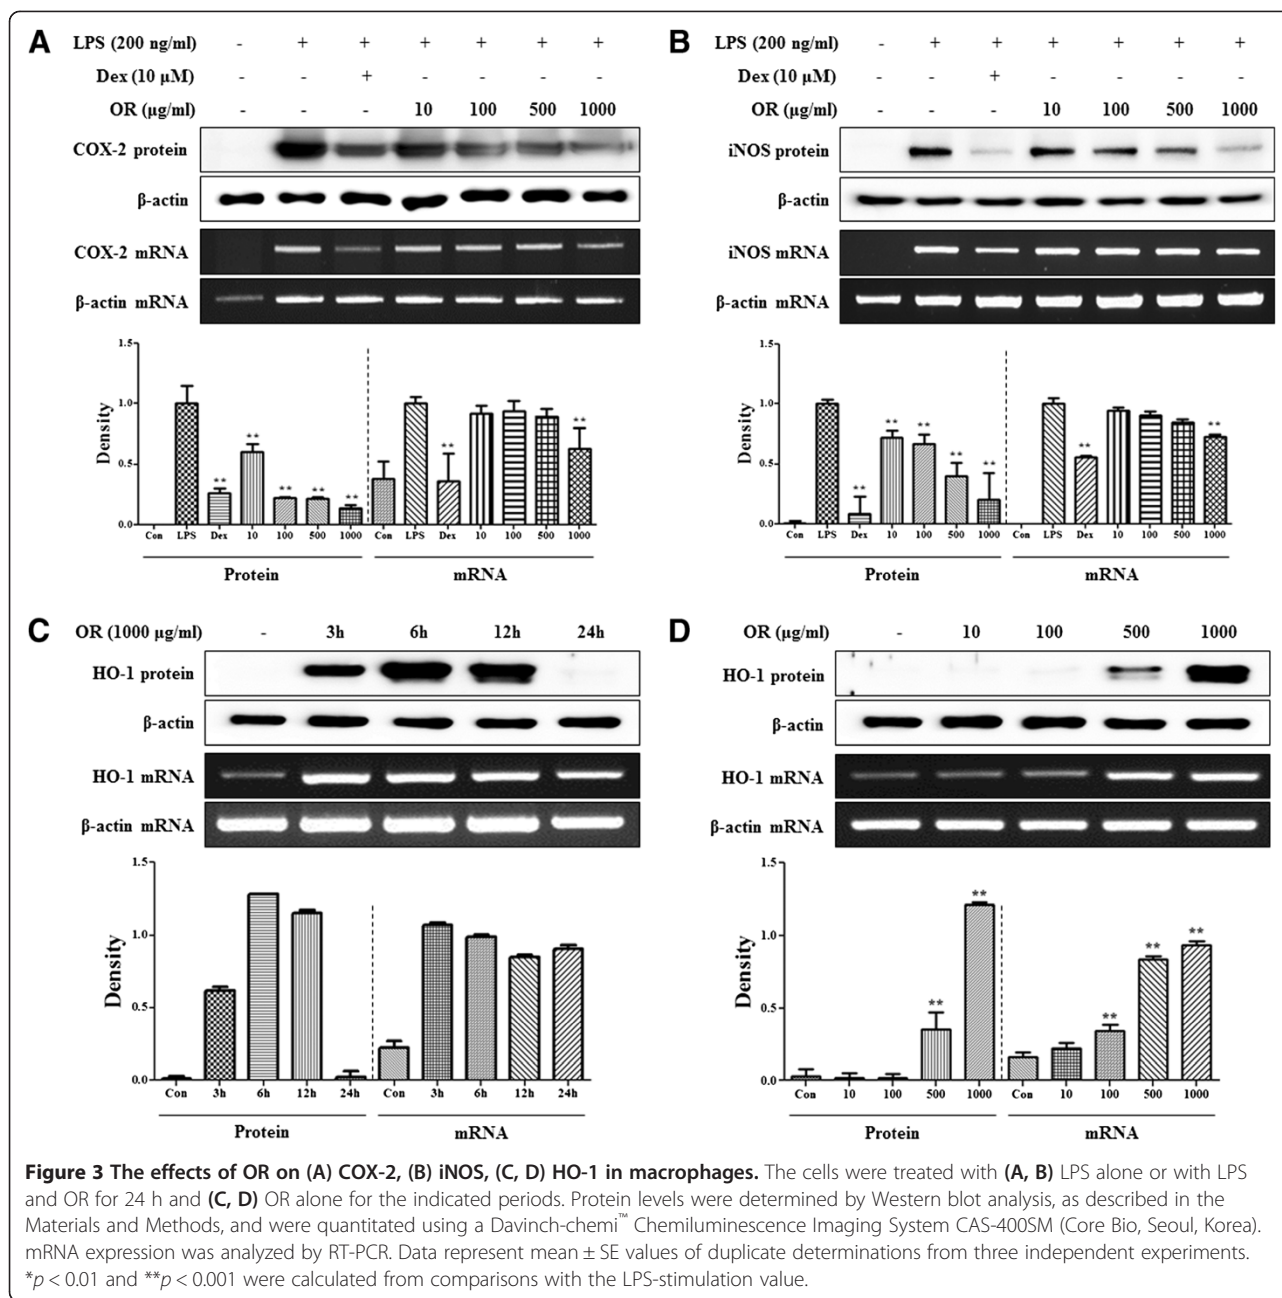 A
LPS (200 ng/ml) - + + + + + +
Dex (10 µM) - - + - - - -
OR (µg/ml) - - - 10 100 500 1000
COX-2 protein
β-actin
COX-2 mRNA
β-actin mRNA
Density
1.5
1.0
0.5
0.0
** ** ** ** ** ** **
Con LPS Dex 10 100 500 1000 Con LPS Dex 10 100 500 1000
Protein mRNA
B
LPS (200 ng/ml) - + + + + + +
Dex (10 µM) - - + - - - -
OR (µg/ml) - - - 10 100 500 1000
iNOS protein
β-actin
iNOS mRNA
β-actin mRNA
Density
1.5
1.0
0.5
0.0
** ** ** ** ** ** **
Con LPS Dex 10 100 500 1000 Con LPS Dex 10 100 500 1000
Protein mRNA
C
OR (1000 µg/ml) - 3h 6h 12h 24h
HO-1 protein
β-actin
HO-1 mRNA
β-actin mRNA
Density
1.5
1.0
0.5
0.0
Con 3h 6h 12h 24h Con 3h 6h 12h 24h
Protein mRNA
D
OR (µg/ml) - 10 100 500 1000
HO-1 protein
β-actin
HO-1 mRNA
β-actin mRNA
Density
1.5
1.0
0.5
0.0
** ** ** ** **
Con 10 100 500 1000 Con 10 100 500 1000
Protein mRNA
Figure 3 The effects of OR on (A) COX-2, (B) iNOS, (C, D) HO-1 in macrophages. The cells were treated with (A, B) LPS alone or with LPS
and OR for 24 h and (C, D) OR alone for the indicated periods. Protein levels were determined by Western blot analysis, as described in the
Materials and Methods, and were quantitated using a Davinch-chemi™ Chemiluminescence Imaging System CAS-400SM (Core Bio, Seoul, Korea).
mRNA expression was analyzed by RT-PCR. Data represent mean ± SE values of duplicate determinations from three independent experiments.
*p < 0.01 and **p < 0.001 were calculated from comparisons with the LPS-stimulation value.